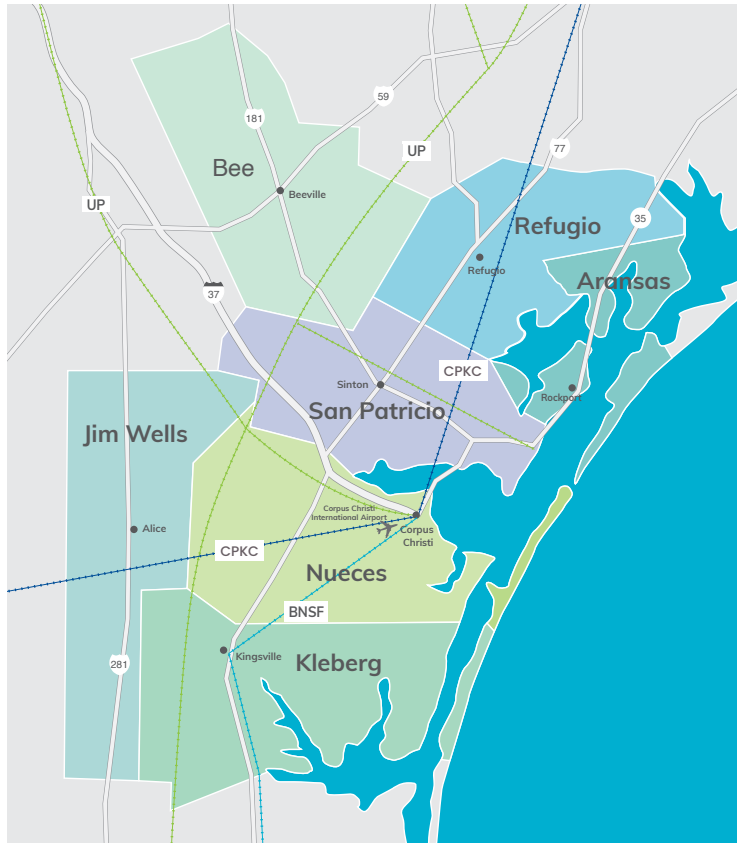 59
181
UP
77
Bee
Beeville
UP
35
Refugio
Refugio
Aransas
37
CPKC
Sinton
Rockport
San Patricio
Jim Wells
Corpus Christi
International Airport
Alice
Corpus
Christi
CPKC
Nueces
BNSF
Kingsville
281
Kleberg